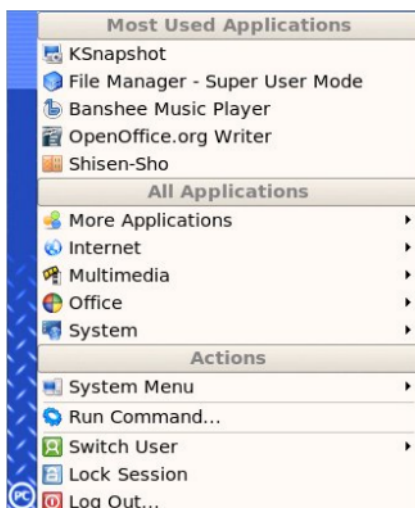 Most Used Applications
KSnapshot
File Manager - Super User Mode
Banshee Music Player
OpenOffice.org Writer
Shisen-Sho
All Applications
More Applications
Internet
Multimedia
Office
System
Actions
System Menu
Run Command...
Switch User
Lock Session
PC
Log Out...